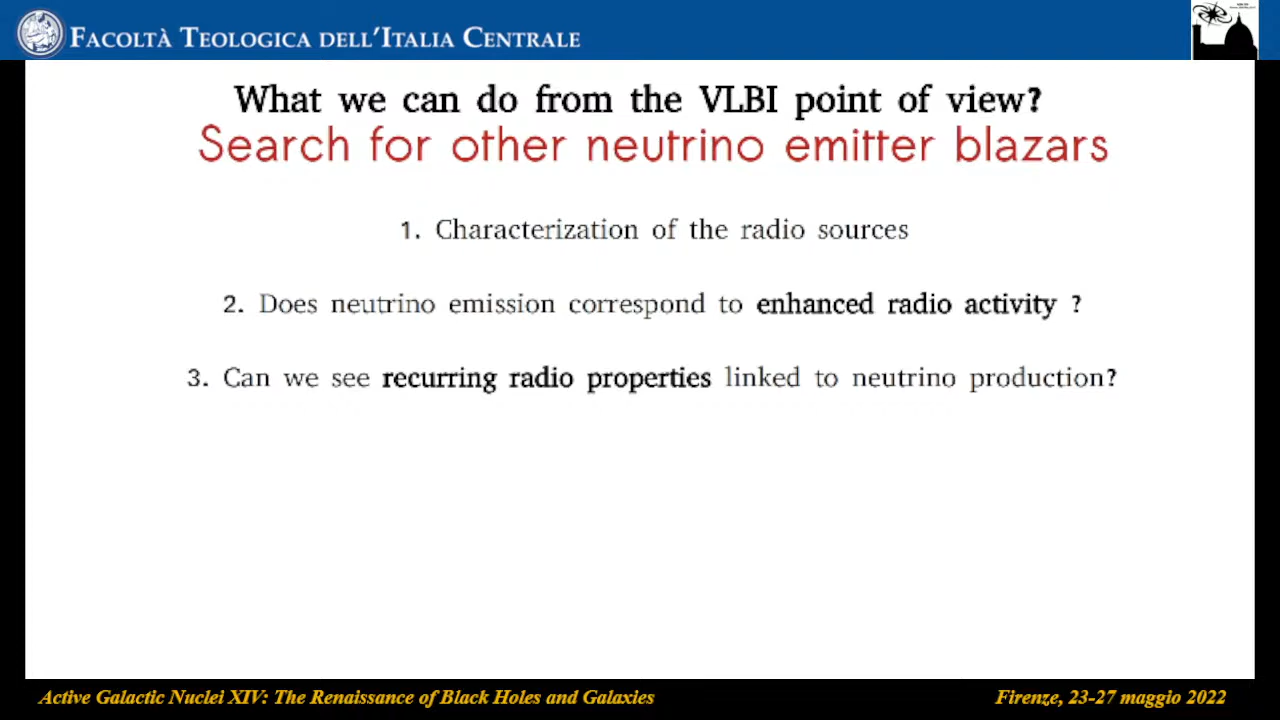 FACOLTÀ TEOLOGICA DELL'ITALIA CENTRALE
What we can do from the VLBI point of view?
Search for other neutrino emitter blazars
1. Characterization of the radio sources
2. Does neutrino emission correspond to enhanced radio activity ?
3. Can we see recurring radio properties linked to neutrino production?
Active Galactic Nuclei XIV: The Renaissance of Black Holes and Galaxies
Firenze, 23-27 maggio 2022